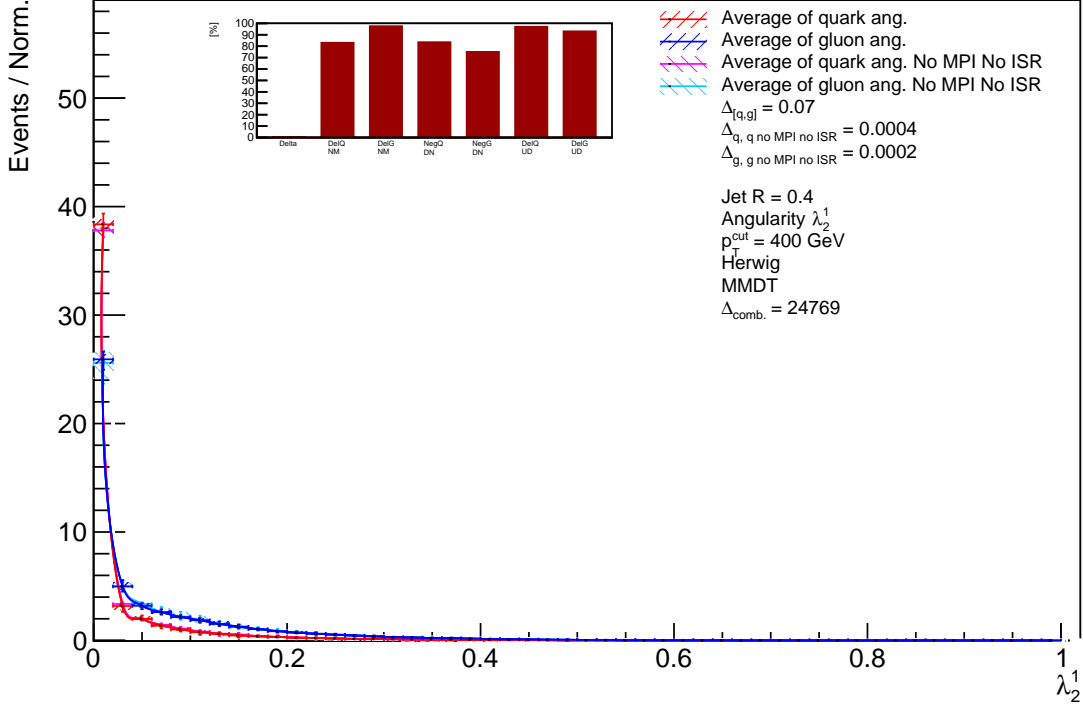 Events / Norm.
50
40
30
20
10
0
[%]
100
90
80
70
60
50
40
30
20
10
0
Delta
DelQ
NM
DelG
NM
NegQ
DN
NegG
DN
DelQ
UD
DelG
UD
Average of quark ang.
Average of gluon ang.
Average of quark ang. No MPI No ISR
Average of gluon ang. No MPI No ISR
Δ[q,g] = 0.07
Δq, q no MPI no ISR = 0.0004
Δg, g no MPI no ISR = 0.0002
Jet R = 0.4
Angularity λ¹₂
pᵀcut = 400 GeV
Herwig
MMDT
Δcomb. = 24769
0
0.2
0.4
0.6
0.8
1
λ¹₂